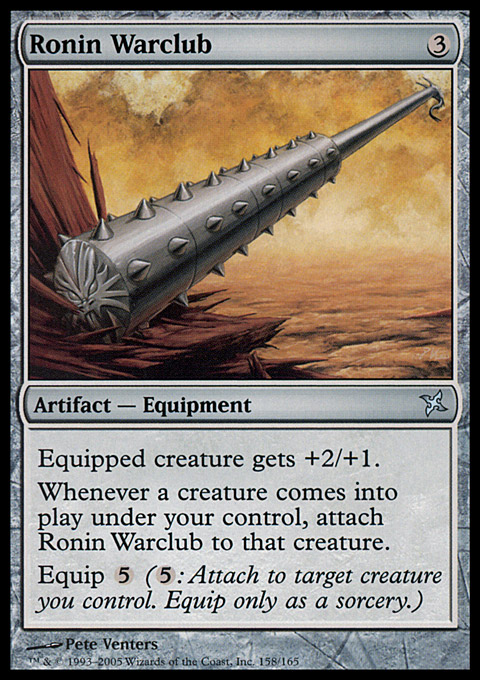 Ronin Warclub 3
Artifact — Equipment
Equipped creature gets +2/+1.
Whenever a creature comes into
play under your control, attach
Ronin Warclub to that creature.
Equip 5 (5: Attach to target creature
you control. Equip only as a sorcery.)
Pete Venters
™ & © 1993–2005 Wizards of the Coast, Inc. 158/165